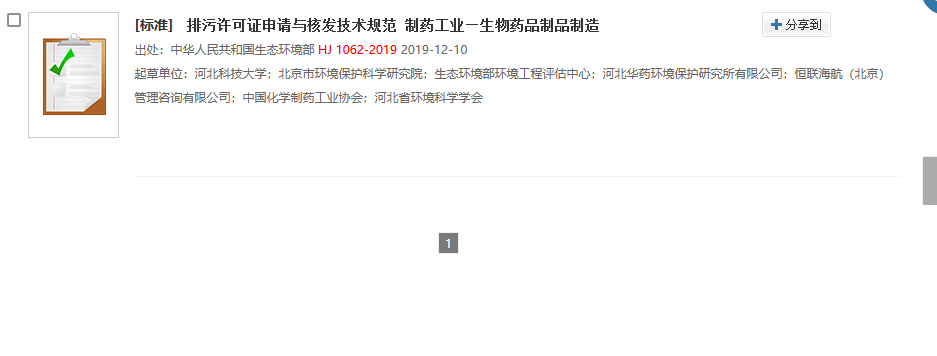 [标准] 排污许可证申请与核发技术规范 制药工业—生物药品制品制造
分享到
出处：中华人民共和国生态环境部 HJ 1062-2019 2019-12-10
起草单位：河北科技大学；北京市环境保护科学研究院；生态环境部环境工程评估中心；河北华药环境保护研究所有限公司；恒联海航（北京）
管理咨询有限公司；中国化学制药工业协会；河北省环境科学学会
1